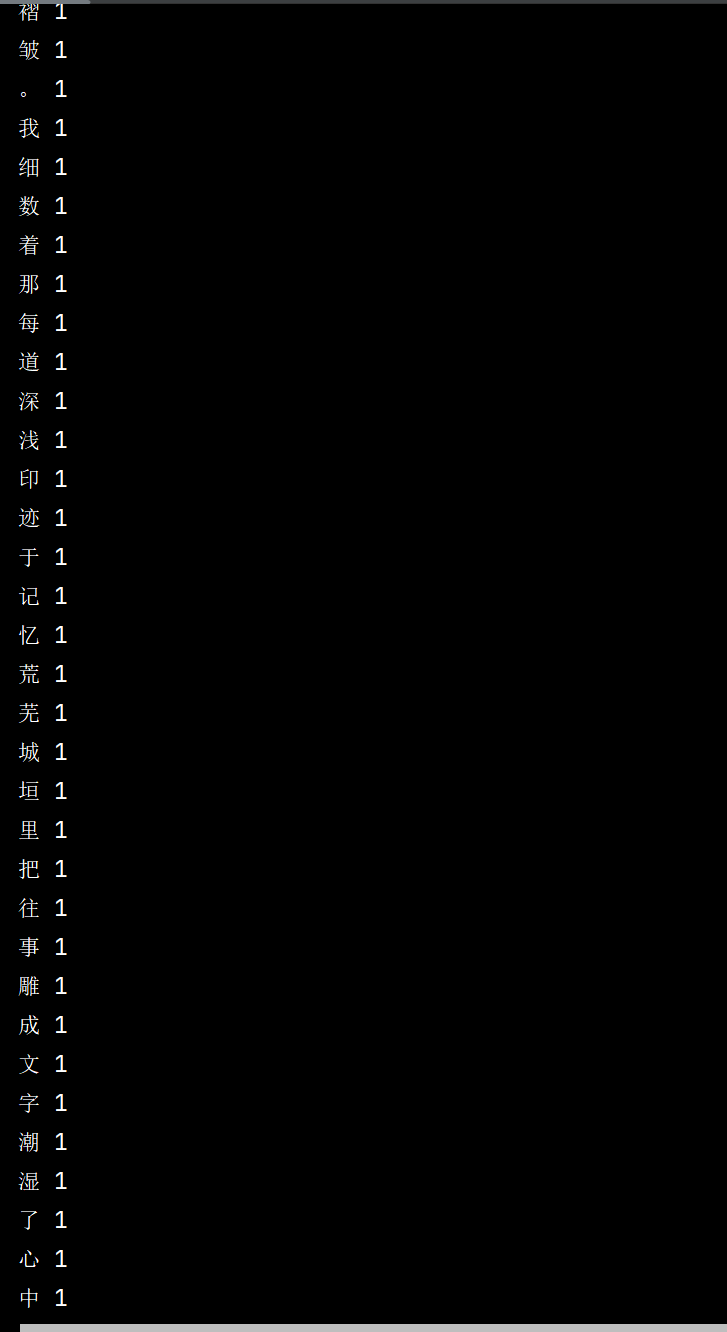 褶 1
皱 1
。 1
我 1
细 1
数 1
着 1
那 1
每 1
道 1
深 1
浅 1
印 1
迹 1
于 1
记 1
忆 1
荒 1
芜 1
城 1
垣 1
里 1
把 1
往 1
事 1
雕 1
成 1
文 1
字 1
潮 1
湿 1
了 1
心 1
中 1